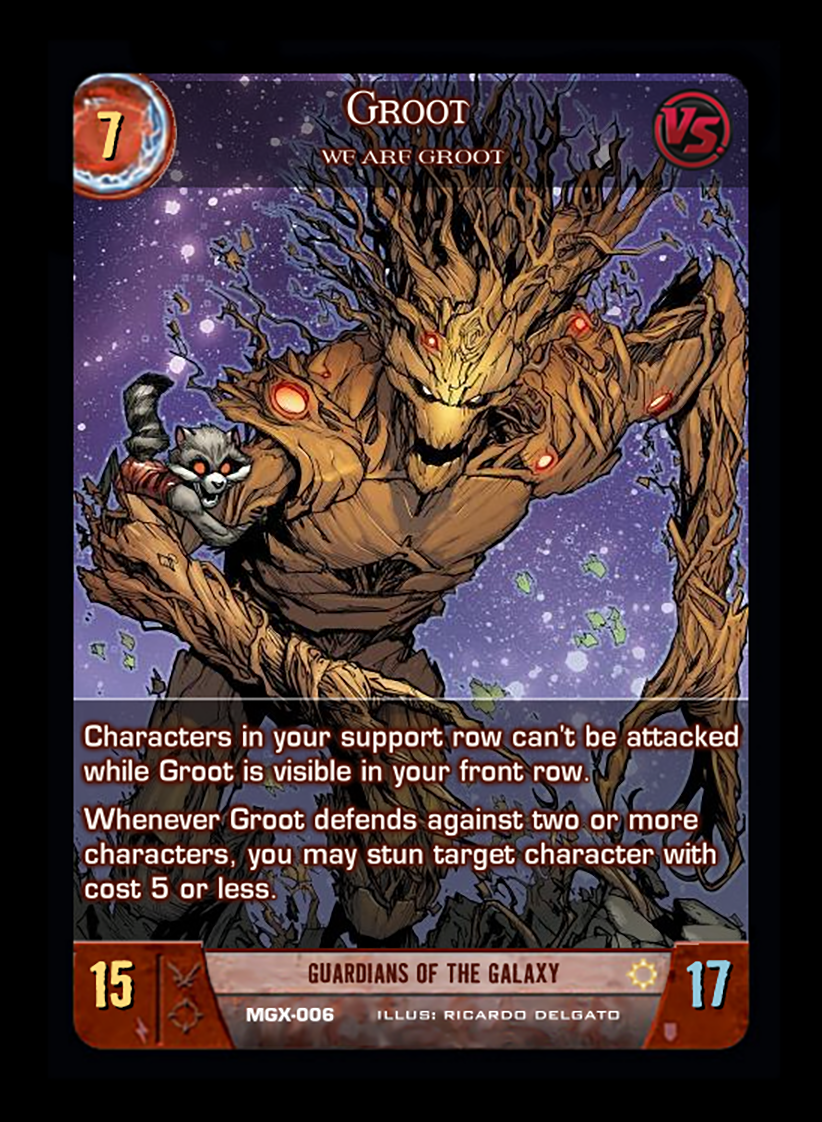 7
GROOT
WE ARE GROOT
VS.
Characters in your support row can't be attacked
while Groot is visible in your front row.
Whenever Groot defends against two or more
characters, you may stun target character with
cost 5 or less.
15
GUARDIANS OF THE GALAXY
17
MGX-006 ILLUS: RICARDO DELGATO